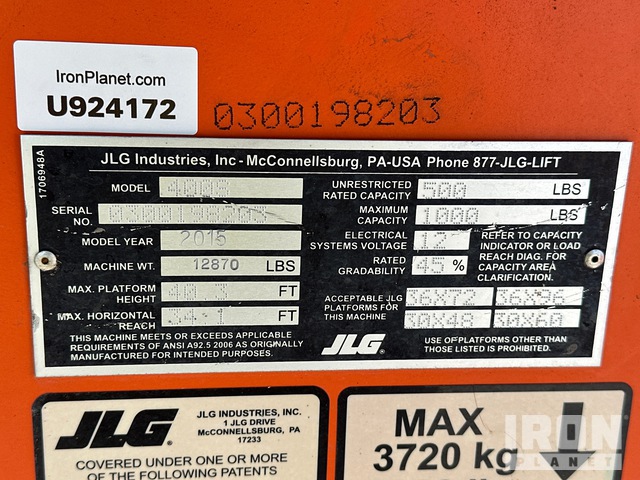 IronPlanet.com
U924172
0300198203
1706948A
JLG Industries, Inc - McConnellsburg, PA-USA Phone 877-JLG-LIFT
MODEL 400S
SERIAL NO. 0300198203
MODEL YEAR 2015
MACHINE WT. 12870 LBS
MAX. PLATFORM HEIGHT FT
MAX. HORIZONTAL REACH FT
UNRESTRICTED RATED CAPACITY 500 LBS
MAXIMUM CAPACITY 1000 LBS
ELECTRICAL SYSTEMS VOLTAGE 12
RATED GRADABILITY 45 %
REFER TO CAPACITY
INDICATOR OR LOAD
REACH DIAG. FOR
CAPACITY AREA
CLARIFICATION.
ACCEPTABLE JLG
PLATFORMS FOR
THIS MACHINE
36X72 36X96
30X48 30X60
THIS MACHINE MEETS OR EXCEEDS APPLICABLE
REQUIREMENTS OF ANSI A92.5 2006 AS ORIGINALLY
MANUFACTURED FOR INTENDED PURPOSES.
JLG
USE OF PLATFORMS OTHER THAN
THOSE LISTED IS PROHIBITED.
JLG
JLG INDUSTRIES, INC.
1 JLG DRIVE
McCONNELLSBURG, PA
17233
COVERED UNDER ONE OR MORE
OF THE FOLLOWING PATENTS
MAX
3720 kg
IRON
PLANET